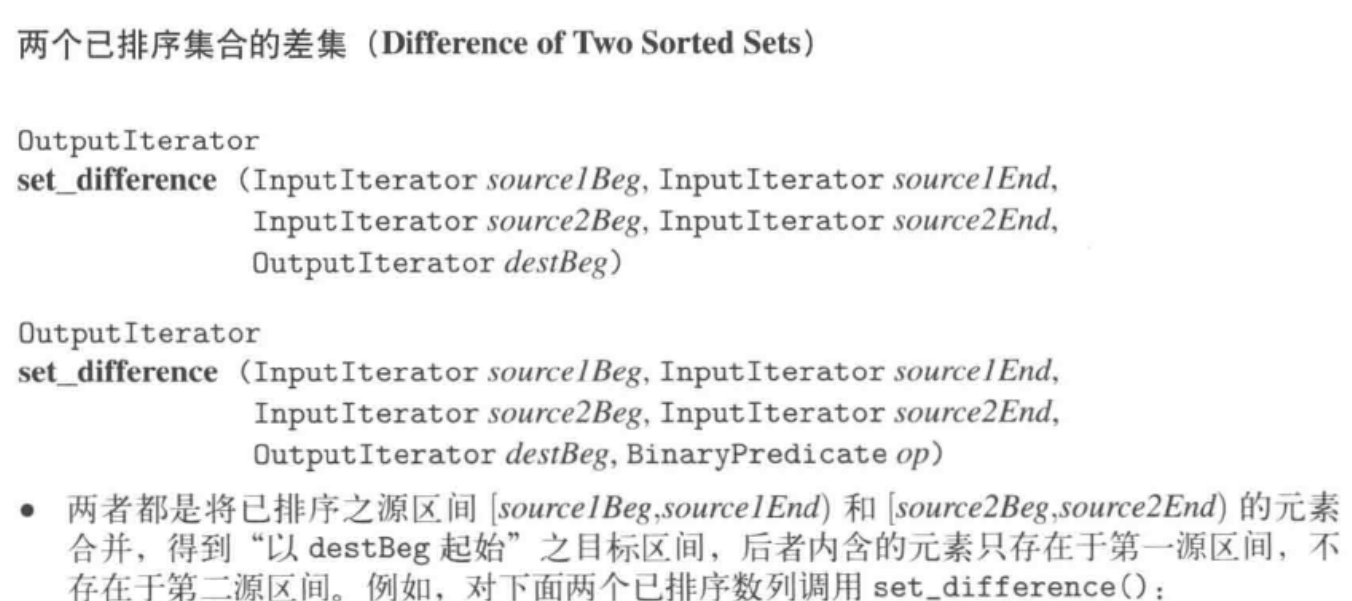 两个已排序集合的差集（Difference of Two Sorted Sets）
OutputIterator
set_difference (InputIterator source1Beg, InputIterator source1End,
InputIterator source2Beg, InputIterator source2End,
OutputIterator destBeg)
OutputIterator
set_difference (InputIterator source1Beg, InputIterator source1End,
InputIterator source2Beg, InputIterator source2End,
OutputIterator destBeg, BinaryPredicate op)
• 两者都是将已排序之源区间 [source1Beg,source1End) 和 [source2Beg,source2End) 的元素
合并，得到“以 destBeg 起始”之目标区间，后者内含的元素只存在于第一源区间，不
存在于第二源区间。例如，对下面两个已排序数列调用 set_difference()：